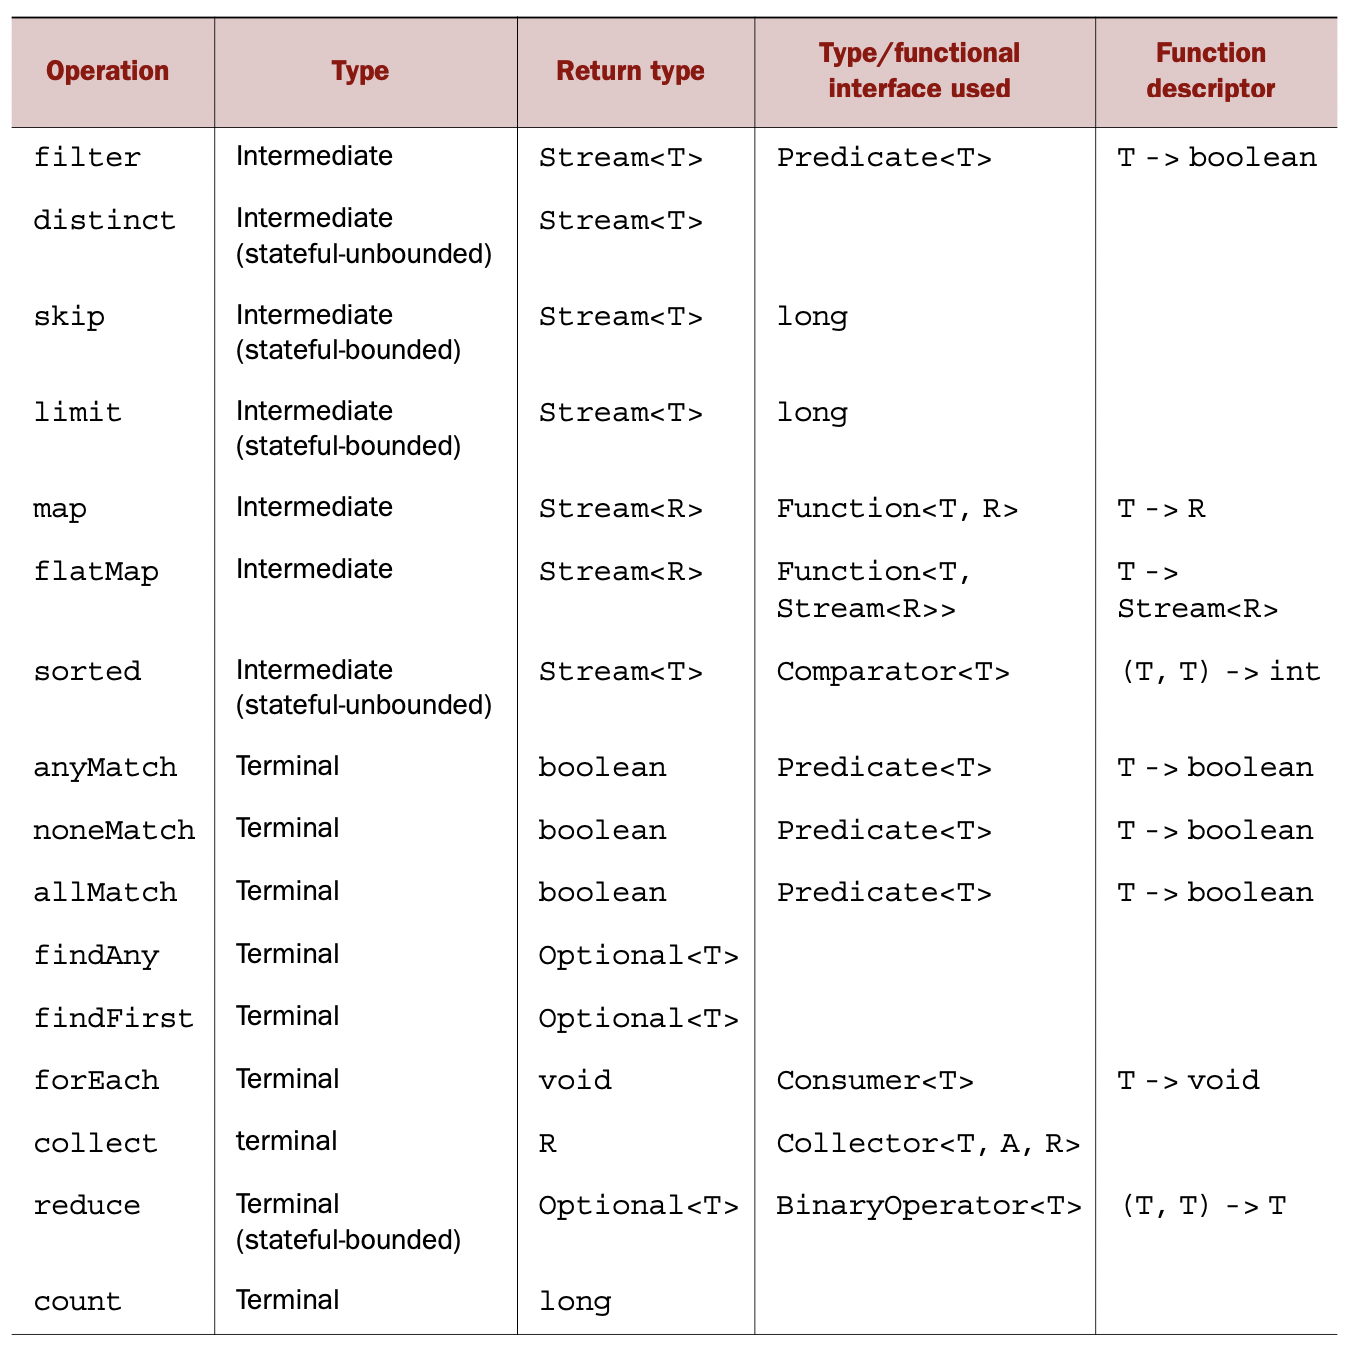 Operation Type Return type Type/functional interface used Function descriptor
filter Intermediate Stream<T> Predicate<T> T -> boolean
distinct Intermediate Stream<T>
(stateful-unbounded)
skip Intermediate Stream<T> long
(stateful-bounded)
limit Intermediate Stream<T> long
(stateful-bounded)
map Intermediate Stream<R> Function<T, R> T -> R
flatMap Intermediate Stream<R> Function<T, T ->
Stream<R>> Stream<R>
sorted Intermediate Stream<T> Comparator<T> (T, T) -> int
(stateful-unbounded)
anyMatch Terminal boolean Predicate<T> T -> boolean
noneMatch Terminal boolean Predicate<T> T -> boolean
allMatch Terminal boolean Predicate<T> T -> boolean
findAny Terminal Optional<T>
findFirst Terminal Optional<T>
forEach Terminal void Consumer<T> T -> void
collect terminal R Collector<T, A, R>
reduce Terminal Optional<T> BinaryOperator<T> (T, T) -> T
(stateful-bounded)
count Terminal long